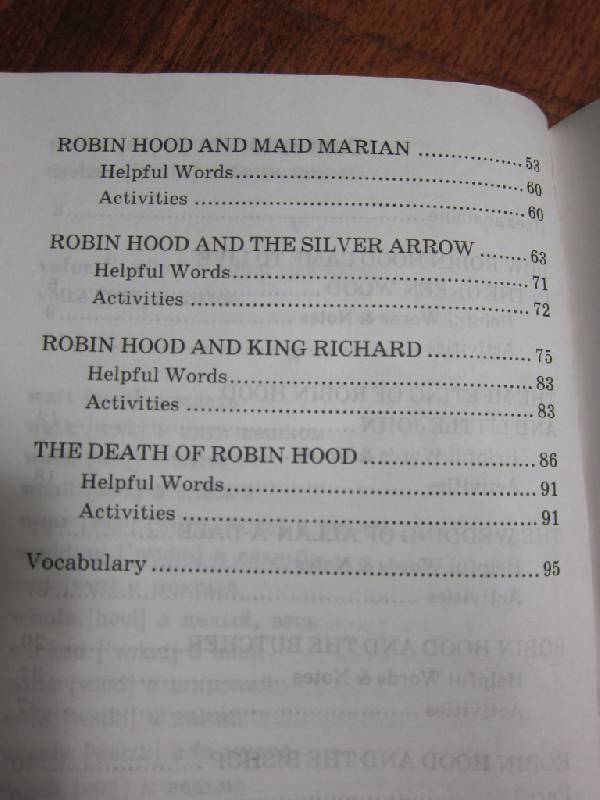 ROBIN HOOD AND MAID MARIAN ................ 53
Helpful Words ................ 60
Activities ................ 60
ROBIN HOOD AND THE SILVER ARROW ....... 63
Helpful Words ................ 71
Activities ................ 72
ROBIN HOOD AND KING RICHARD ................ 75
Helpful Words ................ 83
Activities ................ 83
THE DEATH OF ROBIN HOOD ................ 86
Helpful Words ................ 91
Activities ................ 91
Vocabulary ................ 95